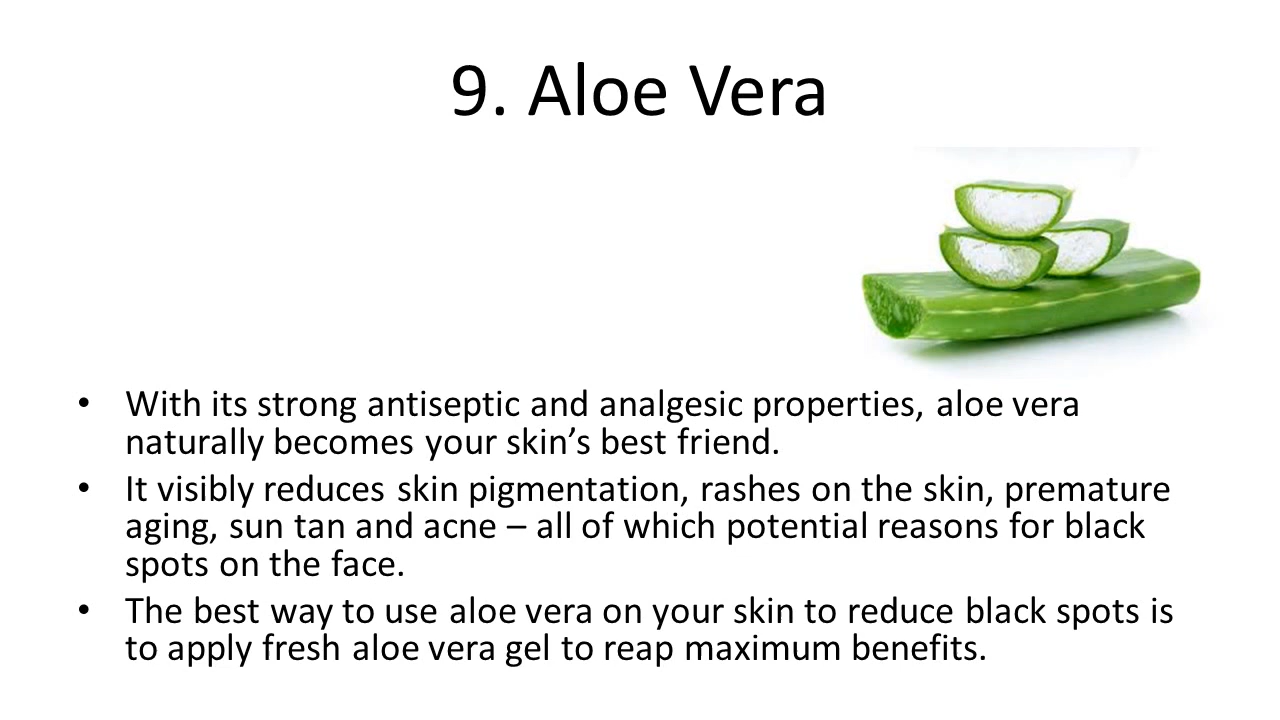 9. Aloe Vera
• With its strong antiseptic and analgesic properties, aloe vera
naturally becomes your skin’s best friend.
• It visibly reduces skin pigmentation, rashes on the skin, premature
aging, sun tan and acne – all of which potential reasons for black
spots on the face.
• The best way to use aloe vera on your skin to reduce black spots is
to apply fresh aloe vera gel to reap maximum benefits.